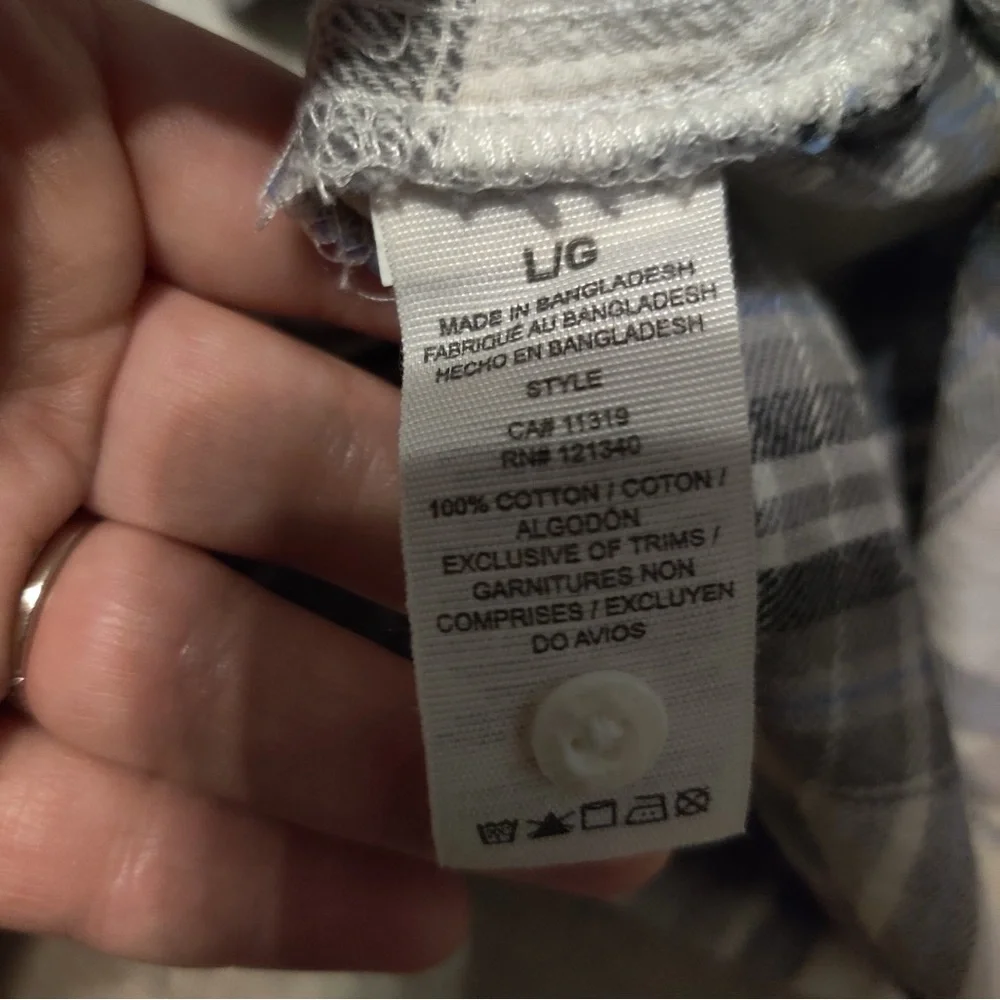 L/G
MADE IN BANGLADESH
FABRIQUÉ AU BANGLADESH
HECHO EN BANGLADESH
STYLE
CA# 11319
RN# 121340
100% COTTON / COTON /
ALGODÓN
EXCLUSIVE OF TRIMS /
GARNITURES NON
COMPRISES / EXCLUYEN
DO AVIOS